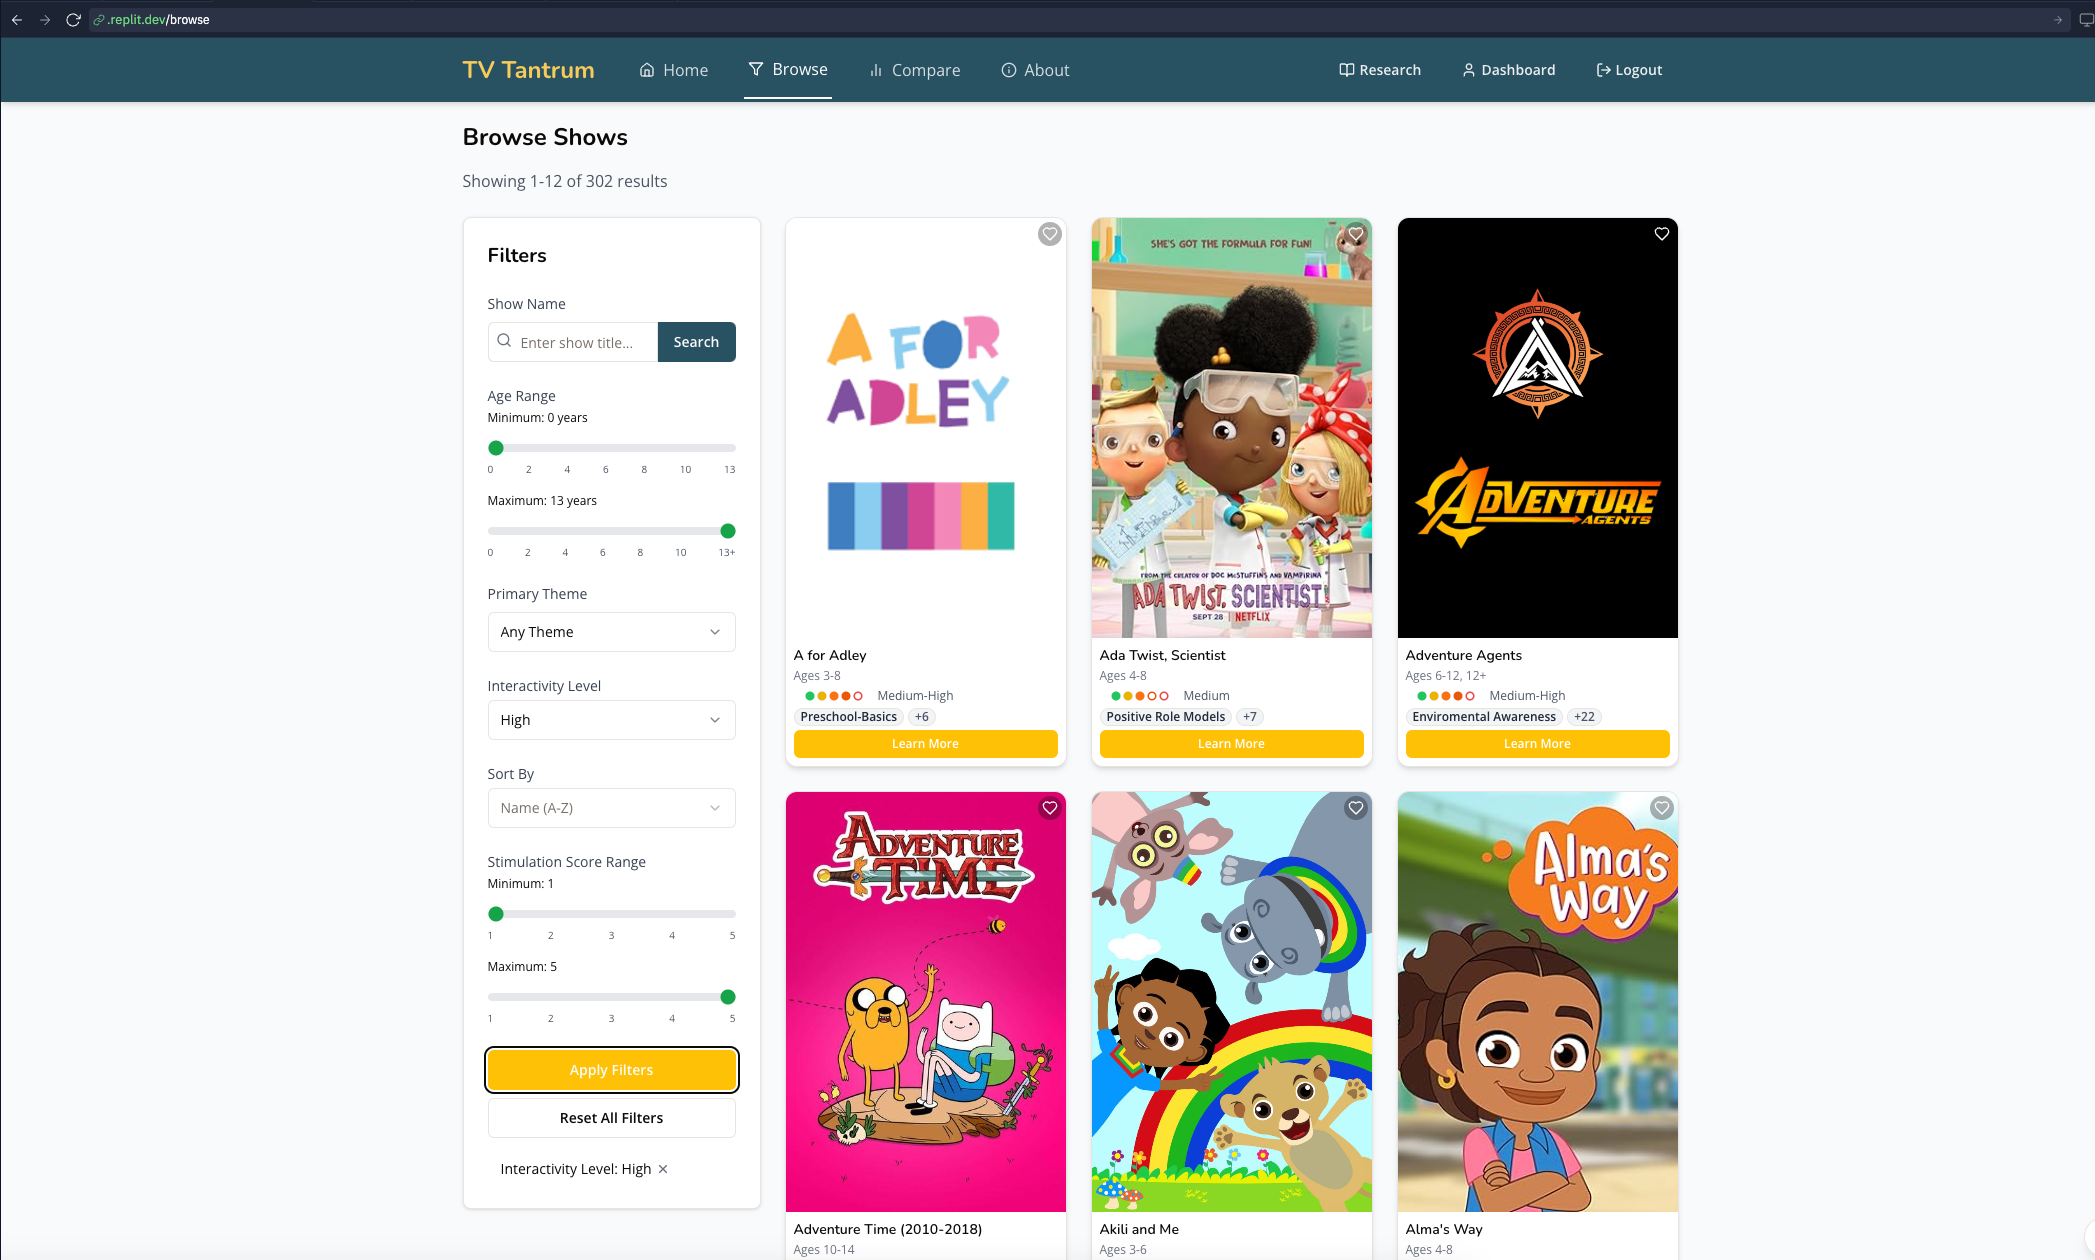 .replit.dev/browse
TV Tantrum
Home
Browse
Compare
About
Research
Dashboard
Logout
Browse Shows
Showing 1-12 of 302 results
Filters
Show Name
Enter show title...
Search
Age Range
Minimum: 0 years
0 2 4 6 8 10 13
Maximum: 13 years
0 2 4 6 8 10 13+
Primary Theme
Any Theme
Interactivity Level
High
Sort By
Name (A-Z)
Stimulation Score Range
Minimum: 1
1 2 3 4 5
Maximum: 5
1 2 3 4 5
Apply Filters
Reset All Filters
Interactivity Level: High ×
A FOR
ADLEY
A for Adley
Ages 3-8
Medium-High
Preschool-Basics +6
Learn More
SHE'S GOT THE FORMULA FOR FUN!
FROM THE CREATOR OF DOC McSTUFFINS AND VAMPIRINA
ADA TWIST, SCIENTIST
SEPT 28 | NETFLIX
Ada Twist, Scientist
Ages 4-8
Medium
Positive Role Models +7
Learn More
ADVENTURE
AGENTS
Adventure Agents
Ages 6-12, 12+
Medium-High
Enviromental Awareness +22
Learn More
ADVENTURE
TIME
Adventure Time (2010-2018)
Ages 10-14
Akili and Me
Ages 3-6
Alma's
Way
Alma's Way
Ages 4-8